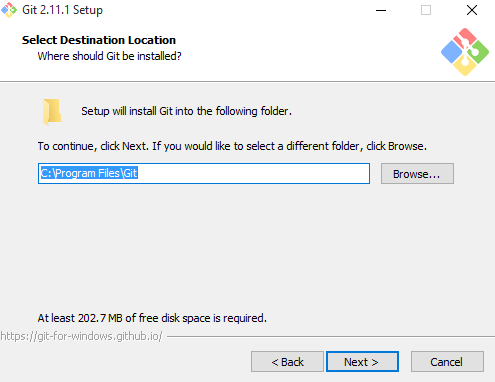 Git 2.11.1 Setup
Select Destination Location
Where should Git be installed?
Setup will install Git into the following folder.
To continue, click Next. If you would like to select a different folder, click Browse.
C:\Program Files\Git
Browse...
At least 202.7 MB of free disk space is required.
https://git-for-windows.github.io/
< Back
Next >
Cancel